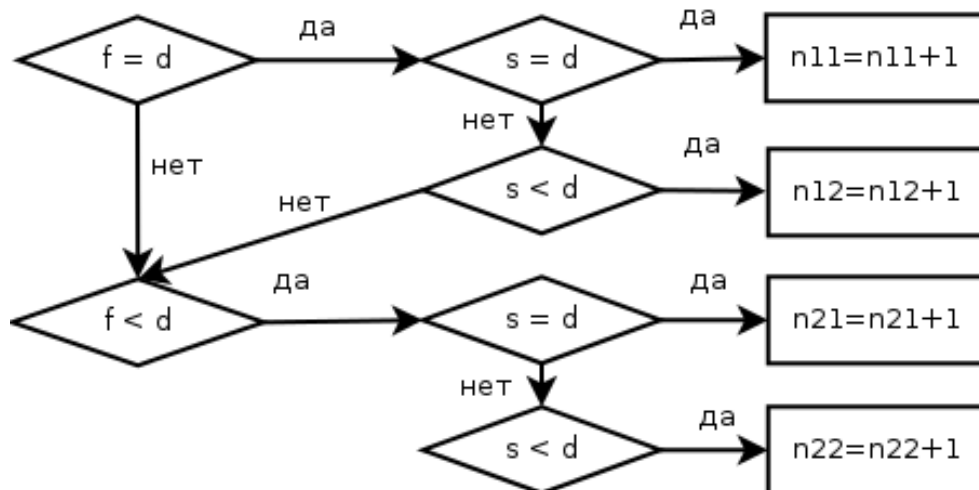 f = d
да
s = d
да
n11=n11+1
нет
нет
s < d
да
n12=n12+1
нет
f < d
да
s = d
да
n21=n21+1
нет
s < d
да
n22=n22+1